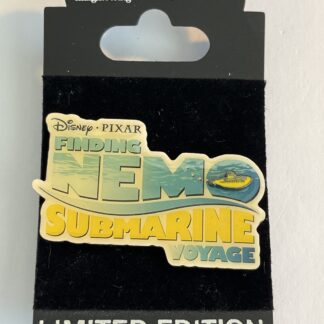 Disney · PIXAR
FINDING
NEMO
SUBMARINE
VOYAGE
LIMITED EDITION